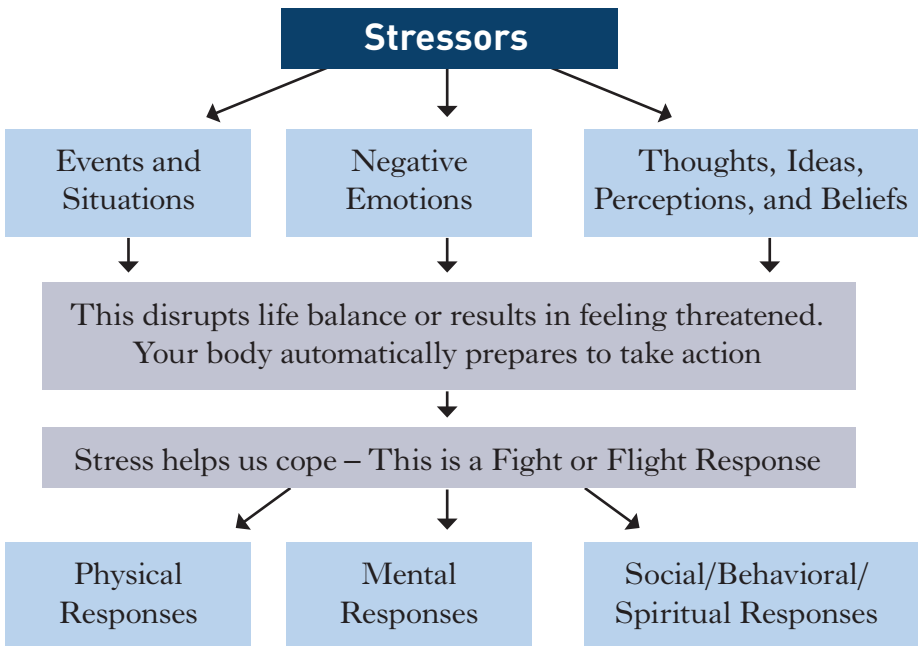 Stressors
Events and
Situations
Negative
Emotions
Thoughts, Ideas,
Perceptions, and Beliefs
This disrupts life balance or results in feeling threatened.
Your body automatically prepares to take action
Stress helps us cope – This is a Fight or Flight Response
Physical
Responses
Mental
Responses
Social/Behavioral/
Spiritual Responses